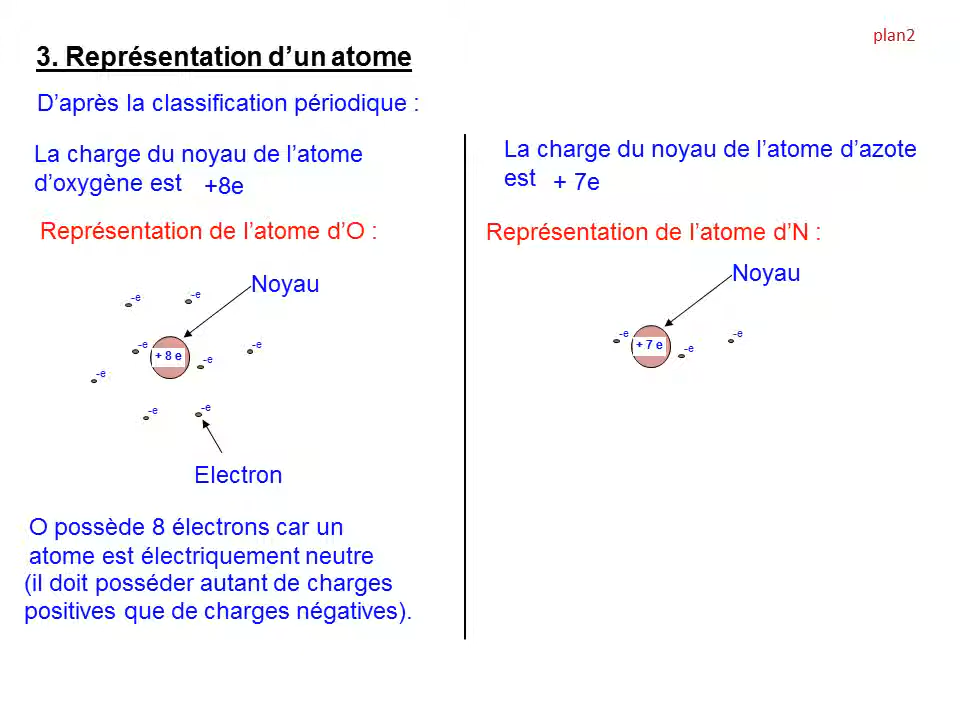 plan2
3. Représentation d’un atome
D’après la classification périodique :
La charge du noyau de l’atome
d’oxygène est +8e
Représentation de l’atome d’O :
Noyau
-e
-e
-e
+ 8 e
-e
-e
-e
-e
-e
Electron
O possède 8 électrons car un
atome est électriquement neutre
(il doit posséder autant de charges
positives que de charges négatives).
La charge du noyau de l’atome d’azote
est + 7e
Représentation de l’atome d’N :
Noyau
-e
+ 7 e
-e
-e